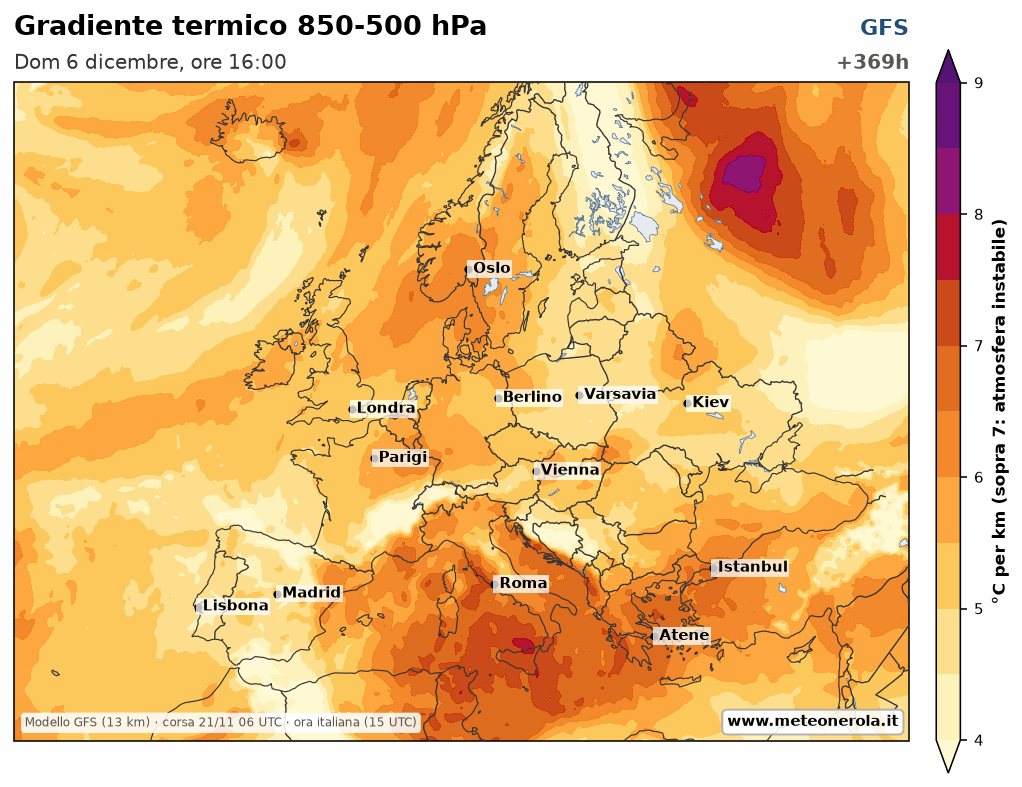 Gradiente termico 850-500 hPa
GFS
Dom 6 dicembre, ore 16:00
+369h
Oslo
Londra
Berlino
Varsavia
Kiev
Parigi
Vienna
Istanbul
Roma
Madrid
Lisbona
Atene
Modello GFS (13 km) · corsa 21/11 06 UTC · ora italiana (15 UTC)
www.meteonerola.it
9
8
7
6
5
4
°C per km (sopra 7: atmosfera instabile)